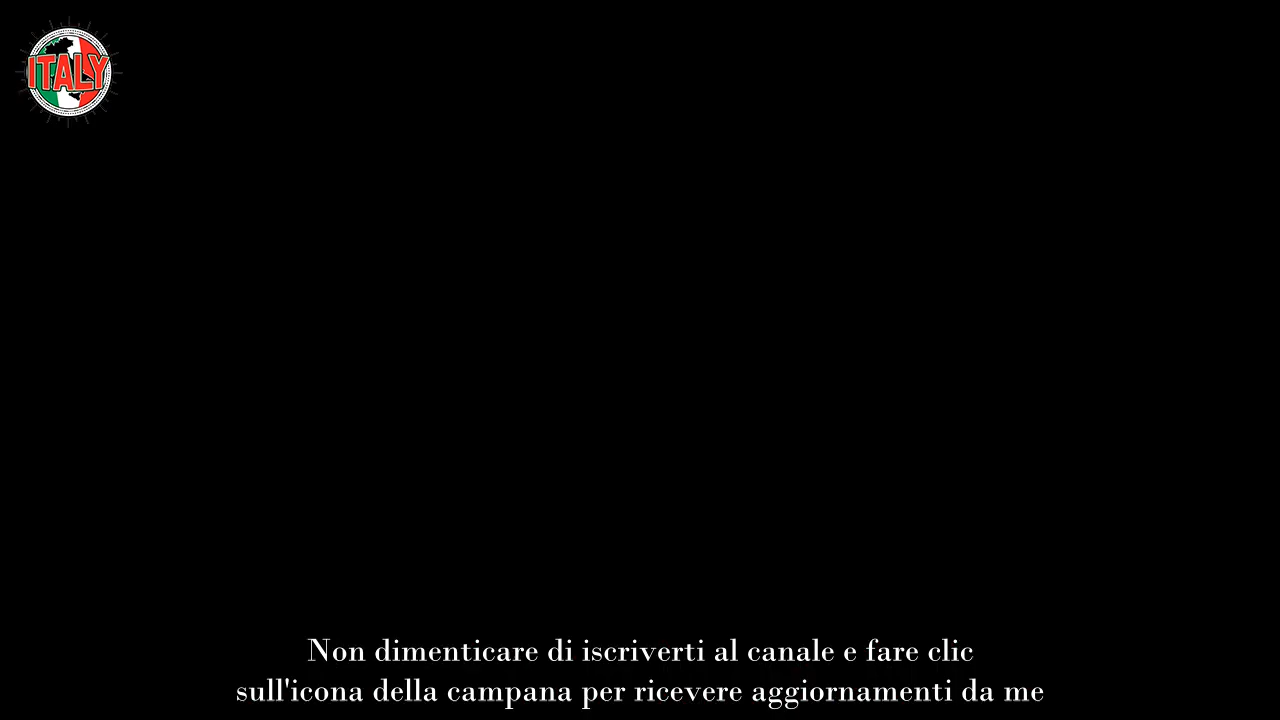 ITALY
Non dimenticare di iscriverti al canale e fare clic
sull'icona della campana per ricevere aggiornamenti da me